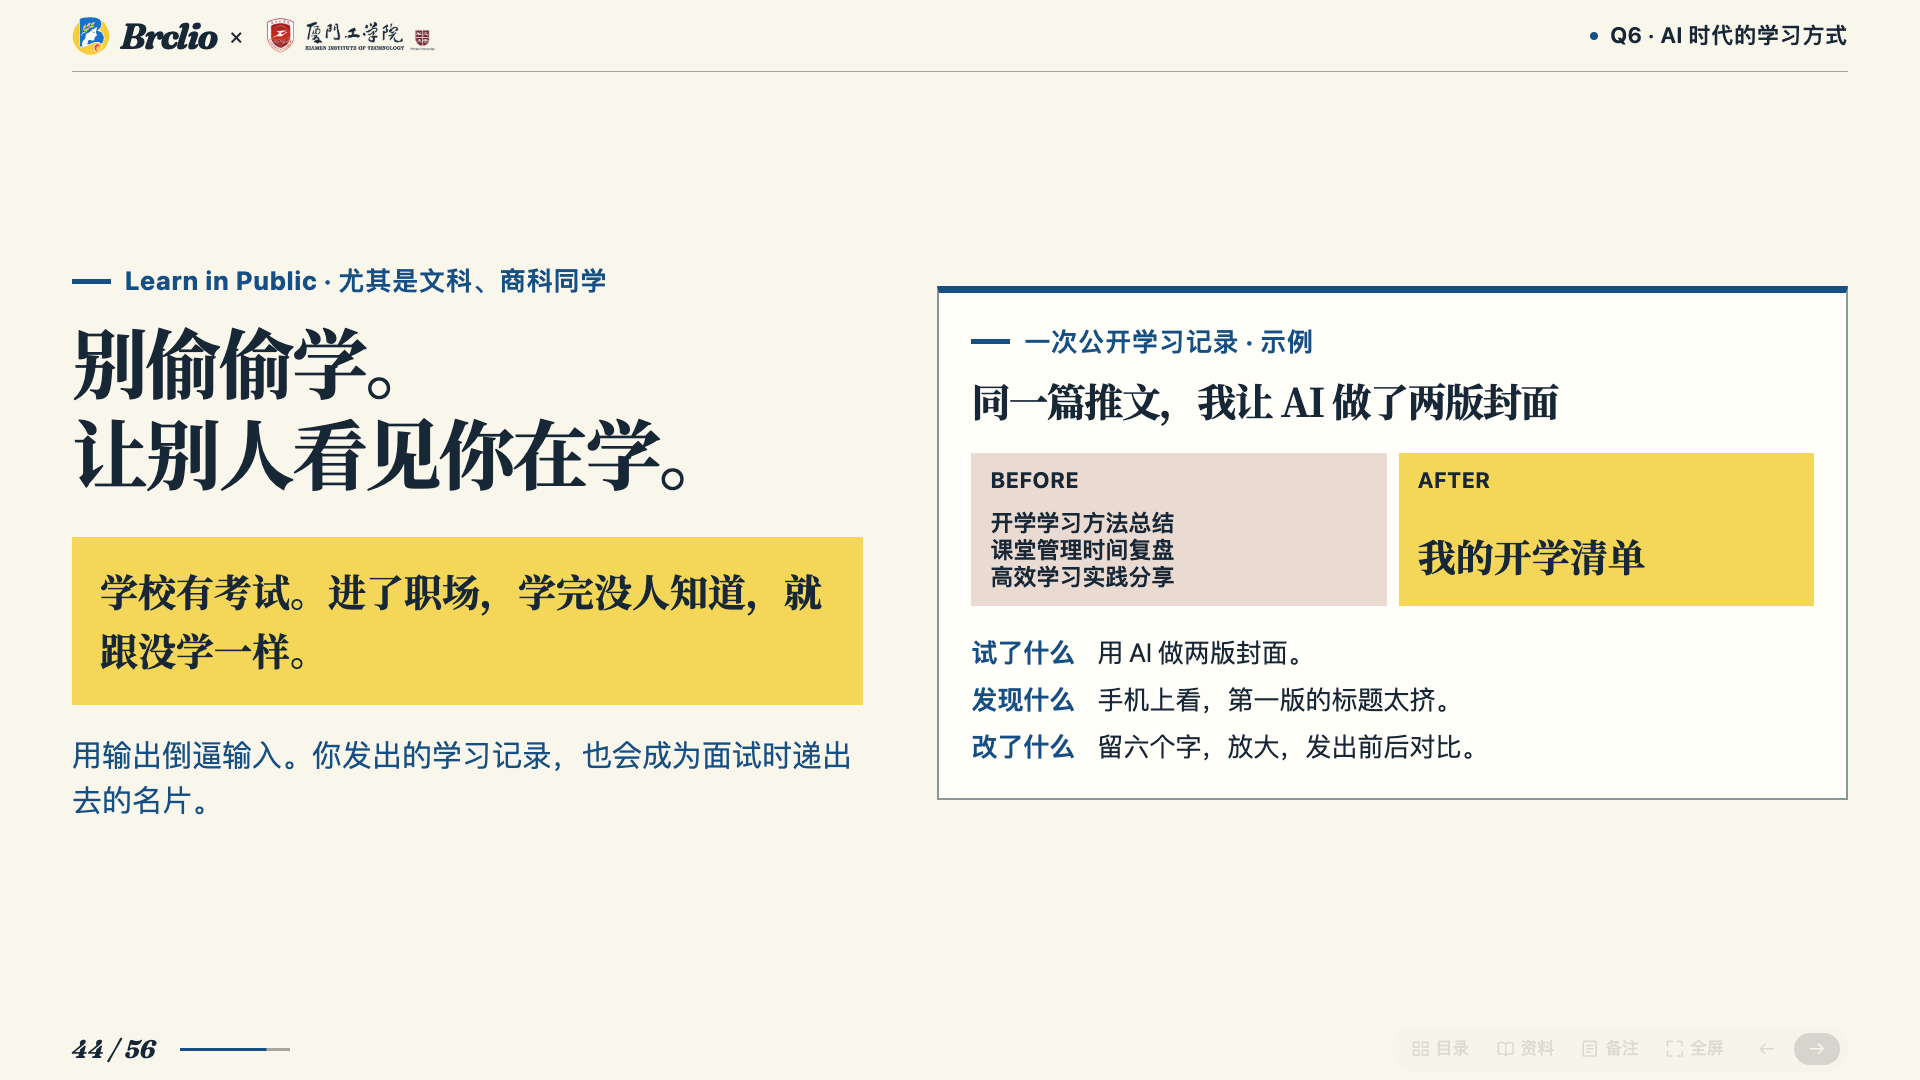 Brclio × 廈門工学院
XIAMEN INSTITUTE OF TECHNOLOGY
Q6 · AI 时代的学习方式
Learn in Public · 尤其是文科、商科同学
别偷偷学。
让别人看见你在学。
学校有考试。进了职场，学完没人知道，就
跟没学一样。
用输出倒逼输入。你发出的学习记录，也会成为面试时递出
去的名片。
一次公开学习记录 · 示例
同一篇推文，我让 AI 做了两版封面
BEFORE
开学学习方法总结
课堂管理时间复盘
高效学习实践分享
AFTER
我的开学清单
试了什么 用 AI 做两版封面。
发现什么 手机上看，第一版的标题太挤。
改了什么 留六个字，放大，发出前后对比。
44 / 56
目录 资料 备注 全屏